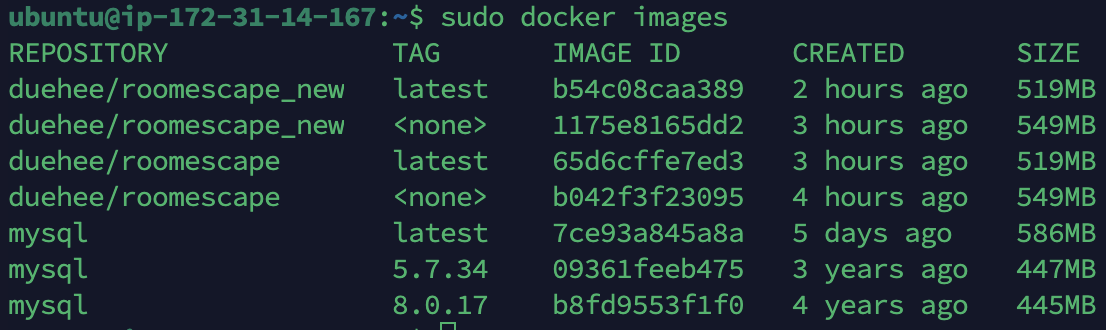 ubuntu@ip-172-31-14-167:~$ sudo docker images
REPOSITORY TAG IMAGE ID CREATED SIZE
duehee/roomescape_new latest b54c08caa389 2 hours ago 519MB
duehee/roomescape_new <none> 1175e8165dd2 3 hours ago 549MB
duehee/roomescape latest 65d6cffe7ed3 3 hours ago 519MB
duehee/roomescape <none> b042f3f23095 4 hours ago 549MB
mysql latest 7ce93a845a8a 5 days ago 586MB
mysql 5.7.34 09361feeb475 3 years ago 447MB
mysql 8.0.17 b8fd9553f1f0 4 years ago 445MB